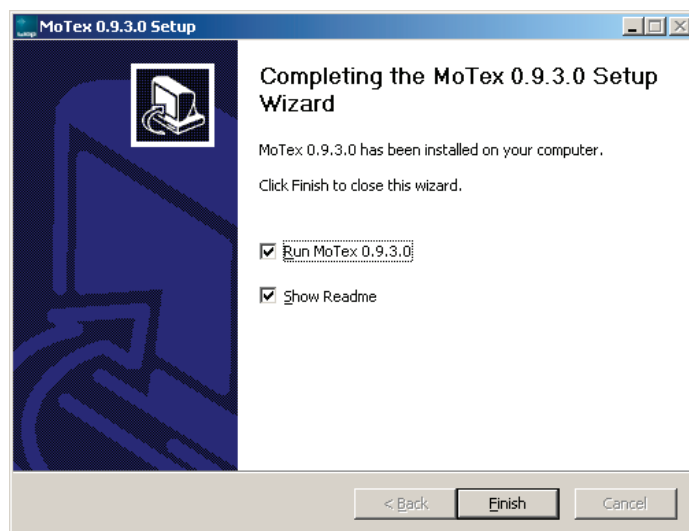 MoTex 0.9.3.0 Setup
Completing the MoTex 0.9.3.0 Setup
Wizard
MoTex 0.9.3.0 has been installed on your computer.
Click Finish to close this wizard.
Run MoTex 0.9.3.0
Show Readme
< Back Finish Cancel